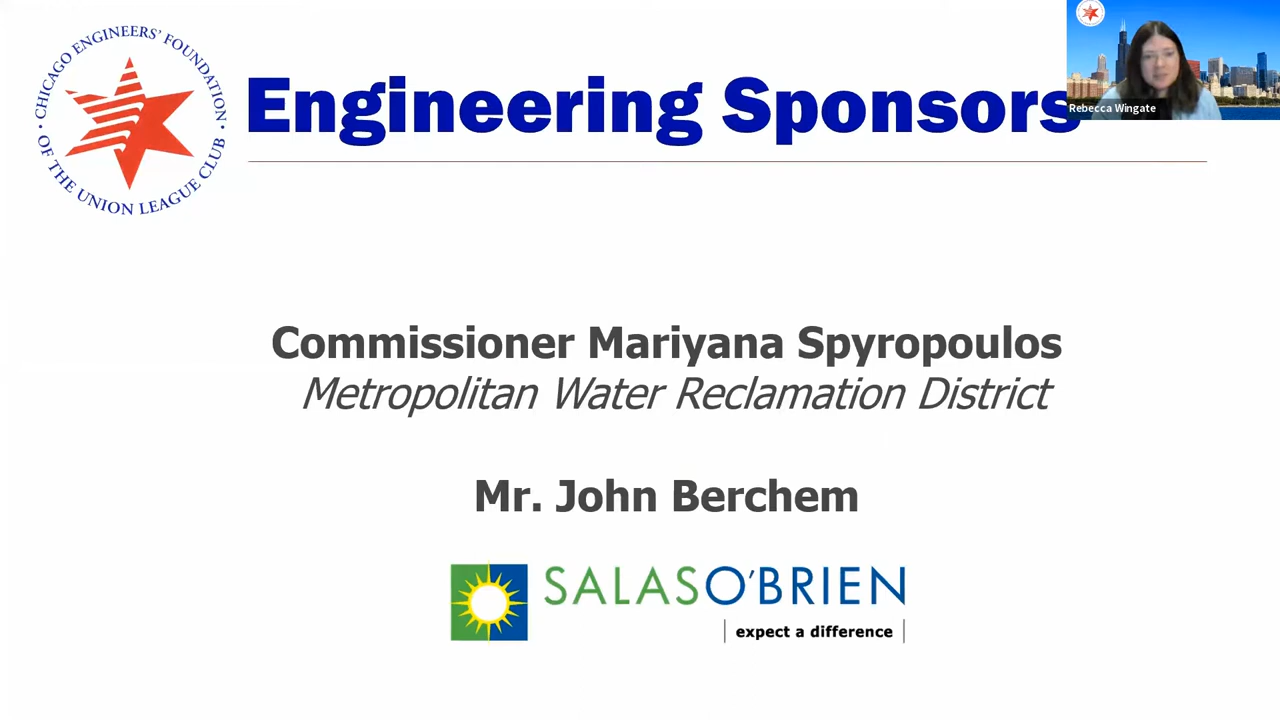 CHICAGO ENGINEERS' FOUNDATION
• OF THE UNION LEAGUE CLUB •
Engineering Sponsors
Rebecca Wingate
Commissioner Mariyana Spyropoulos
Metropolitan Water Reclamation District
Mr. John Berchem
SALASO'BRIEN
expect a difference